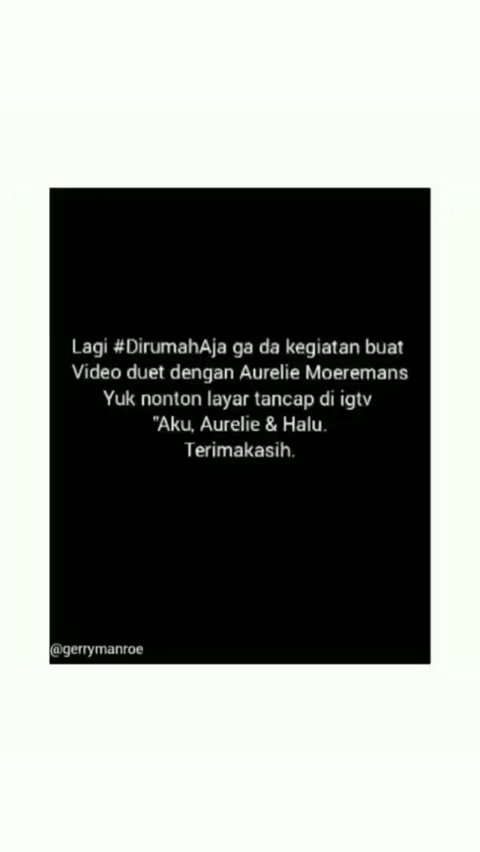 Lagi #DirumahAja ga da kegiatan buat
Video duet dengan Aurelie Moeremans
Yuk nonton layar tancap di igtv
"Aku, Aurelie & Halu.
Terimakasih.
@gerrymanroe